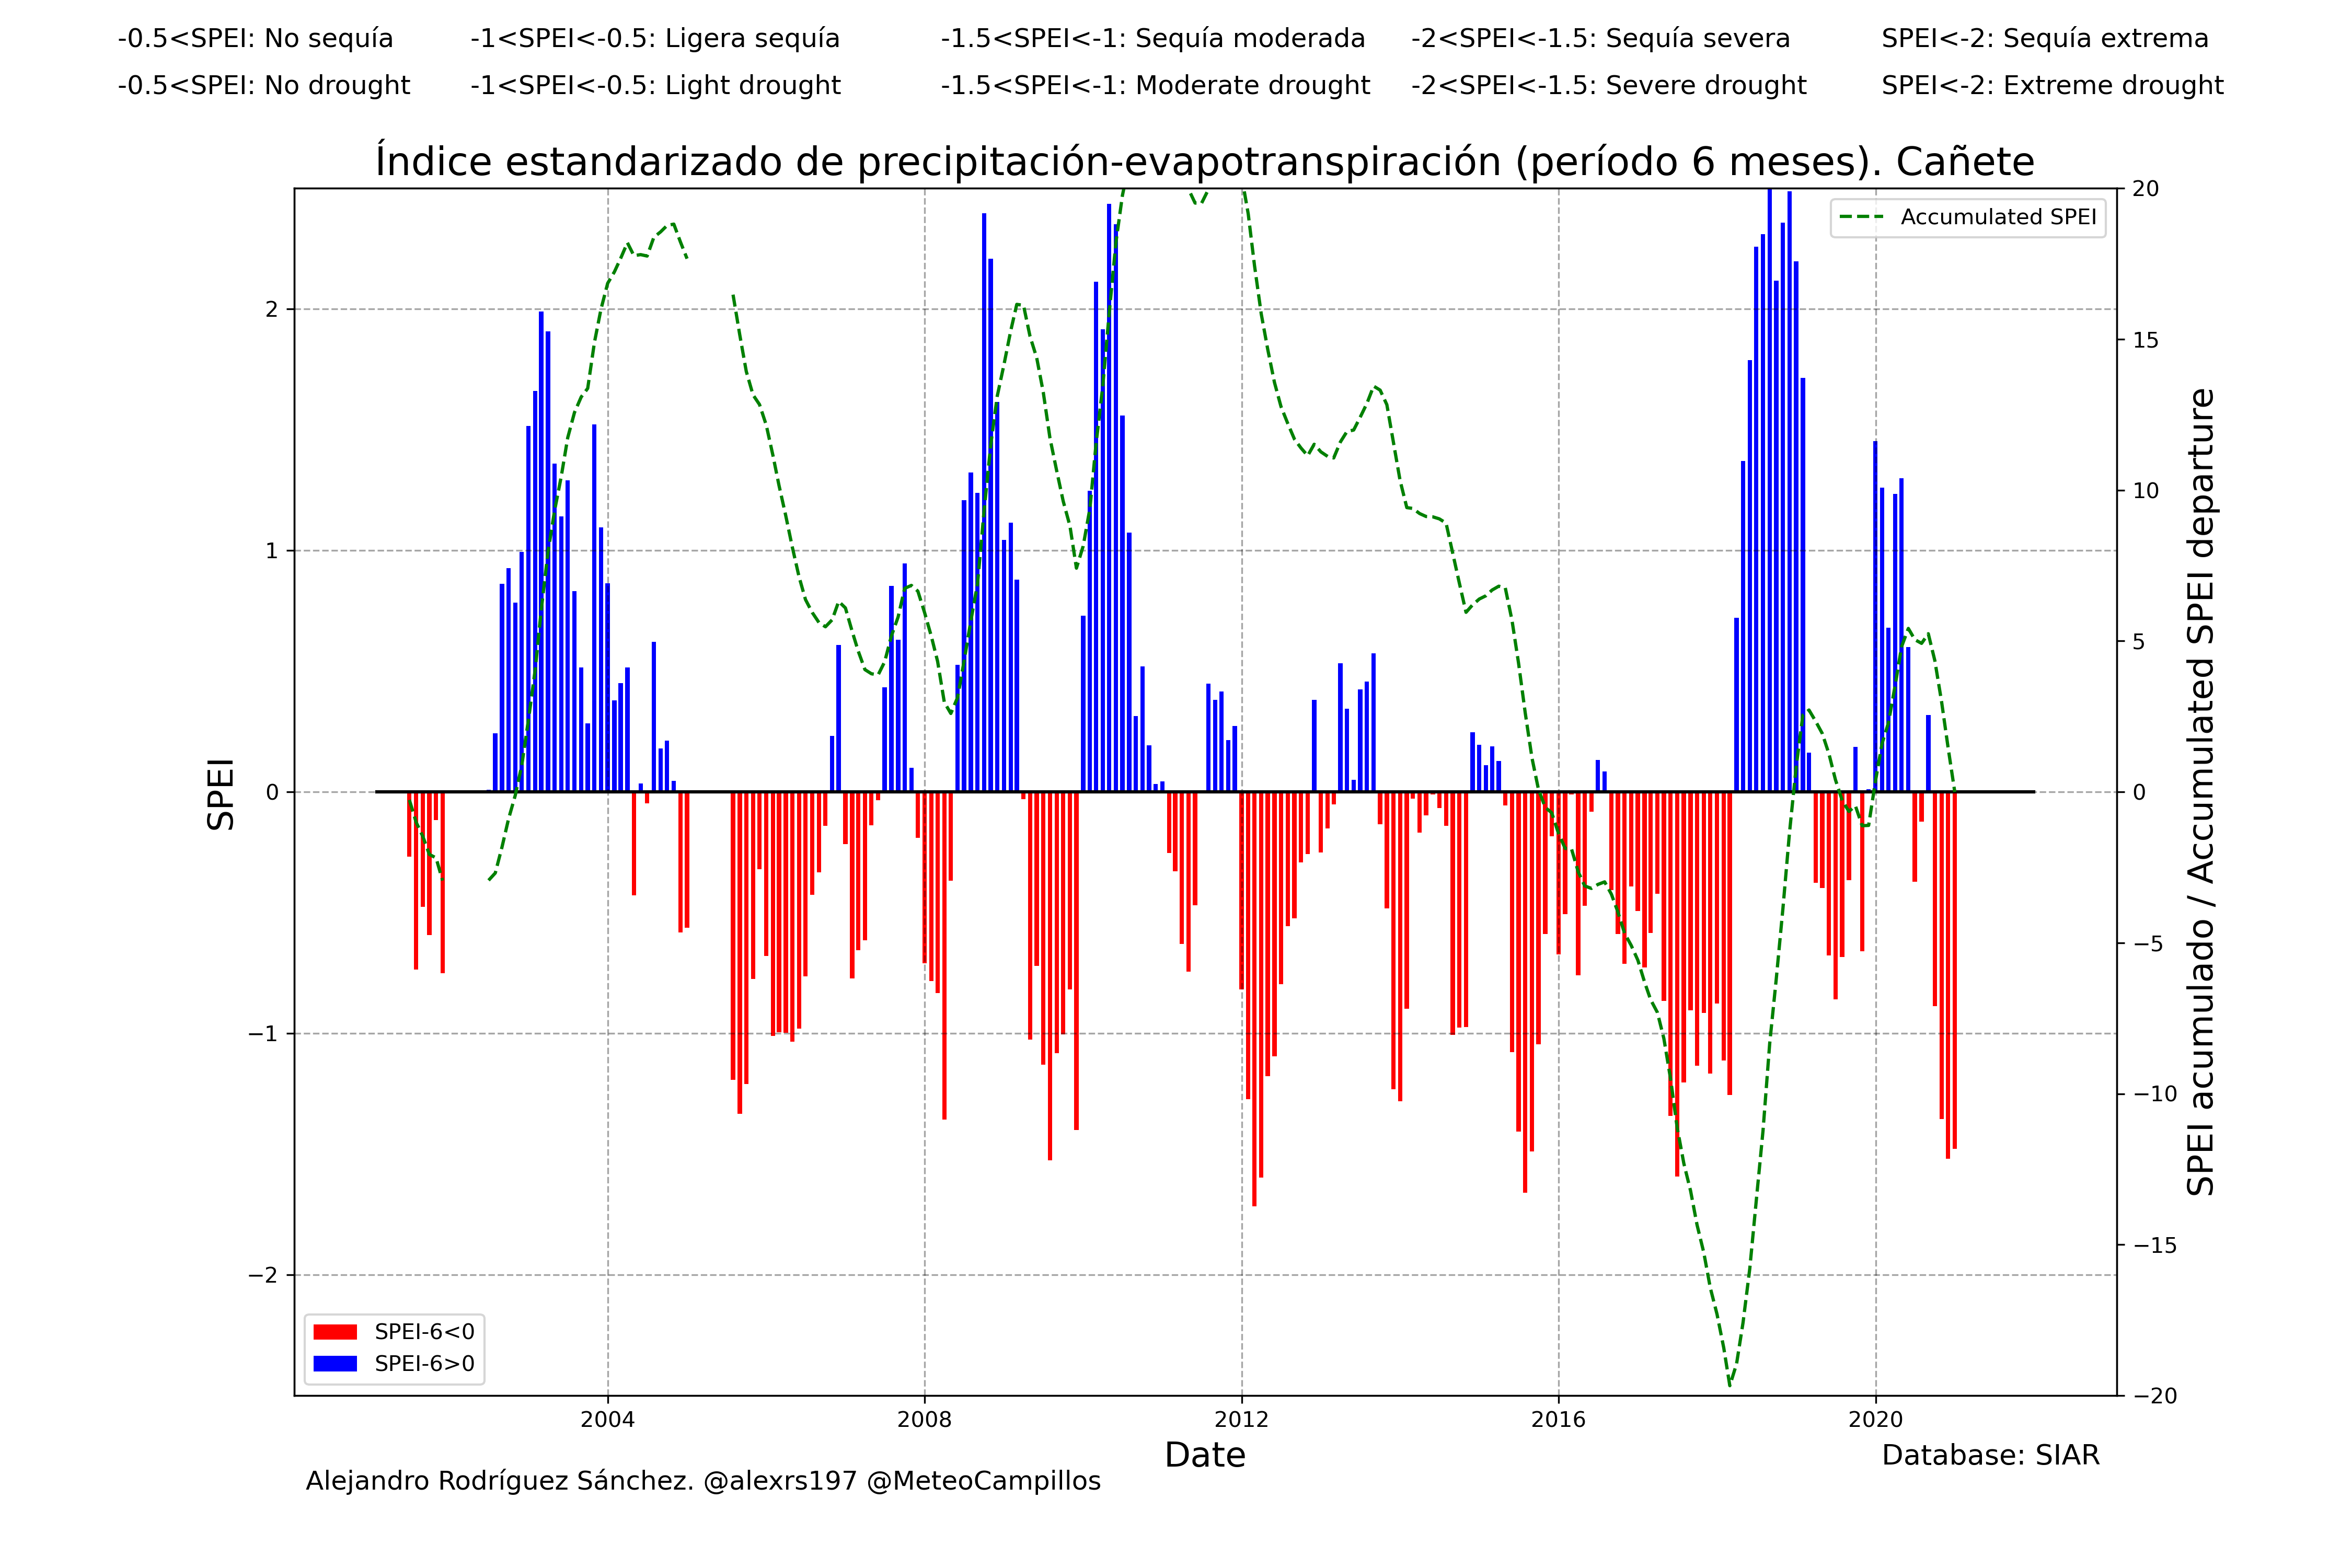 -0.5<SPEI: No sequía -1<SPEI<-0.5: Ligera sequía -1.5<SPEI<-1: Sequía moderada -2<SPEI<-1.5: Sequía severa SPEI<-2: Sequía extrema
-0.5<SPEI: No drought -1<SPEI<-0.5: Light drought -1.5<SPEI<-1: Moderate drought -2<SPEI<-1.5: Severe drought SPEI<-2: Extreme drought
Índice estandarizado de precipitación-evapotranspiración (período 6 meses). Cañete
Accumulated SPEI
SPEI
2
1
0
−1
−2
20
15
10
5
0
−5
−10
−15
−20
SPEI acumulado / Accumulated SPEI departure
SPEI-6<0
SPEI-6>0
2004 2008 2012 2016 2020
Date
Database: SIAR
Alejandro Rodríguez Sánchez. @alexrs197 @MeteoCampillos